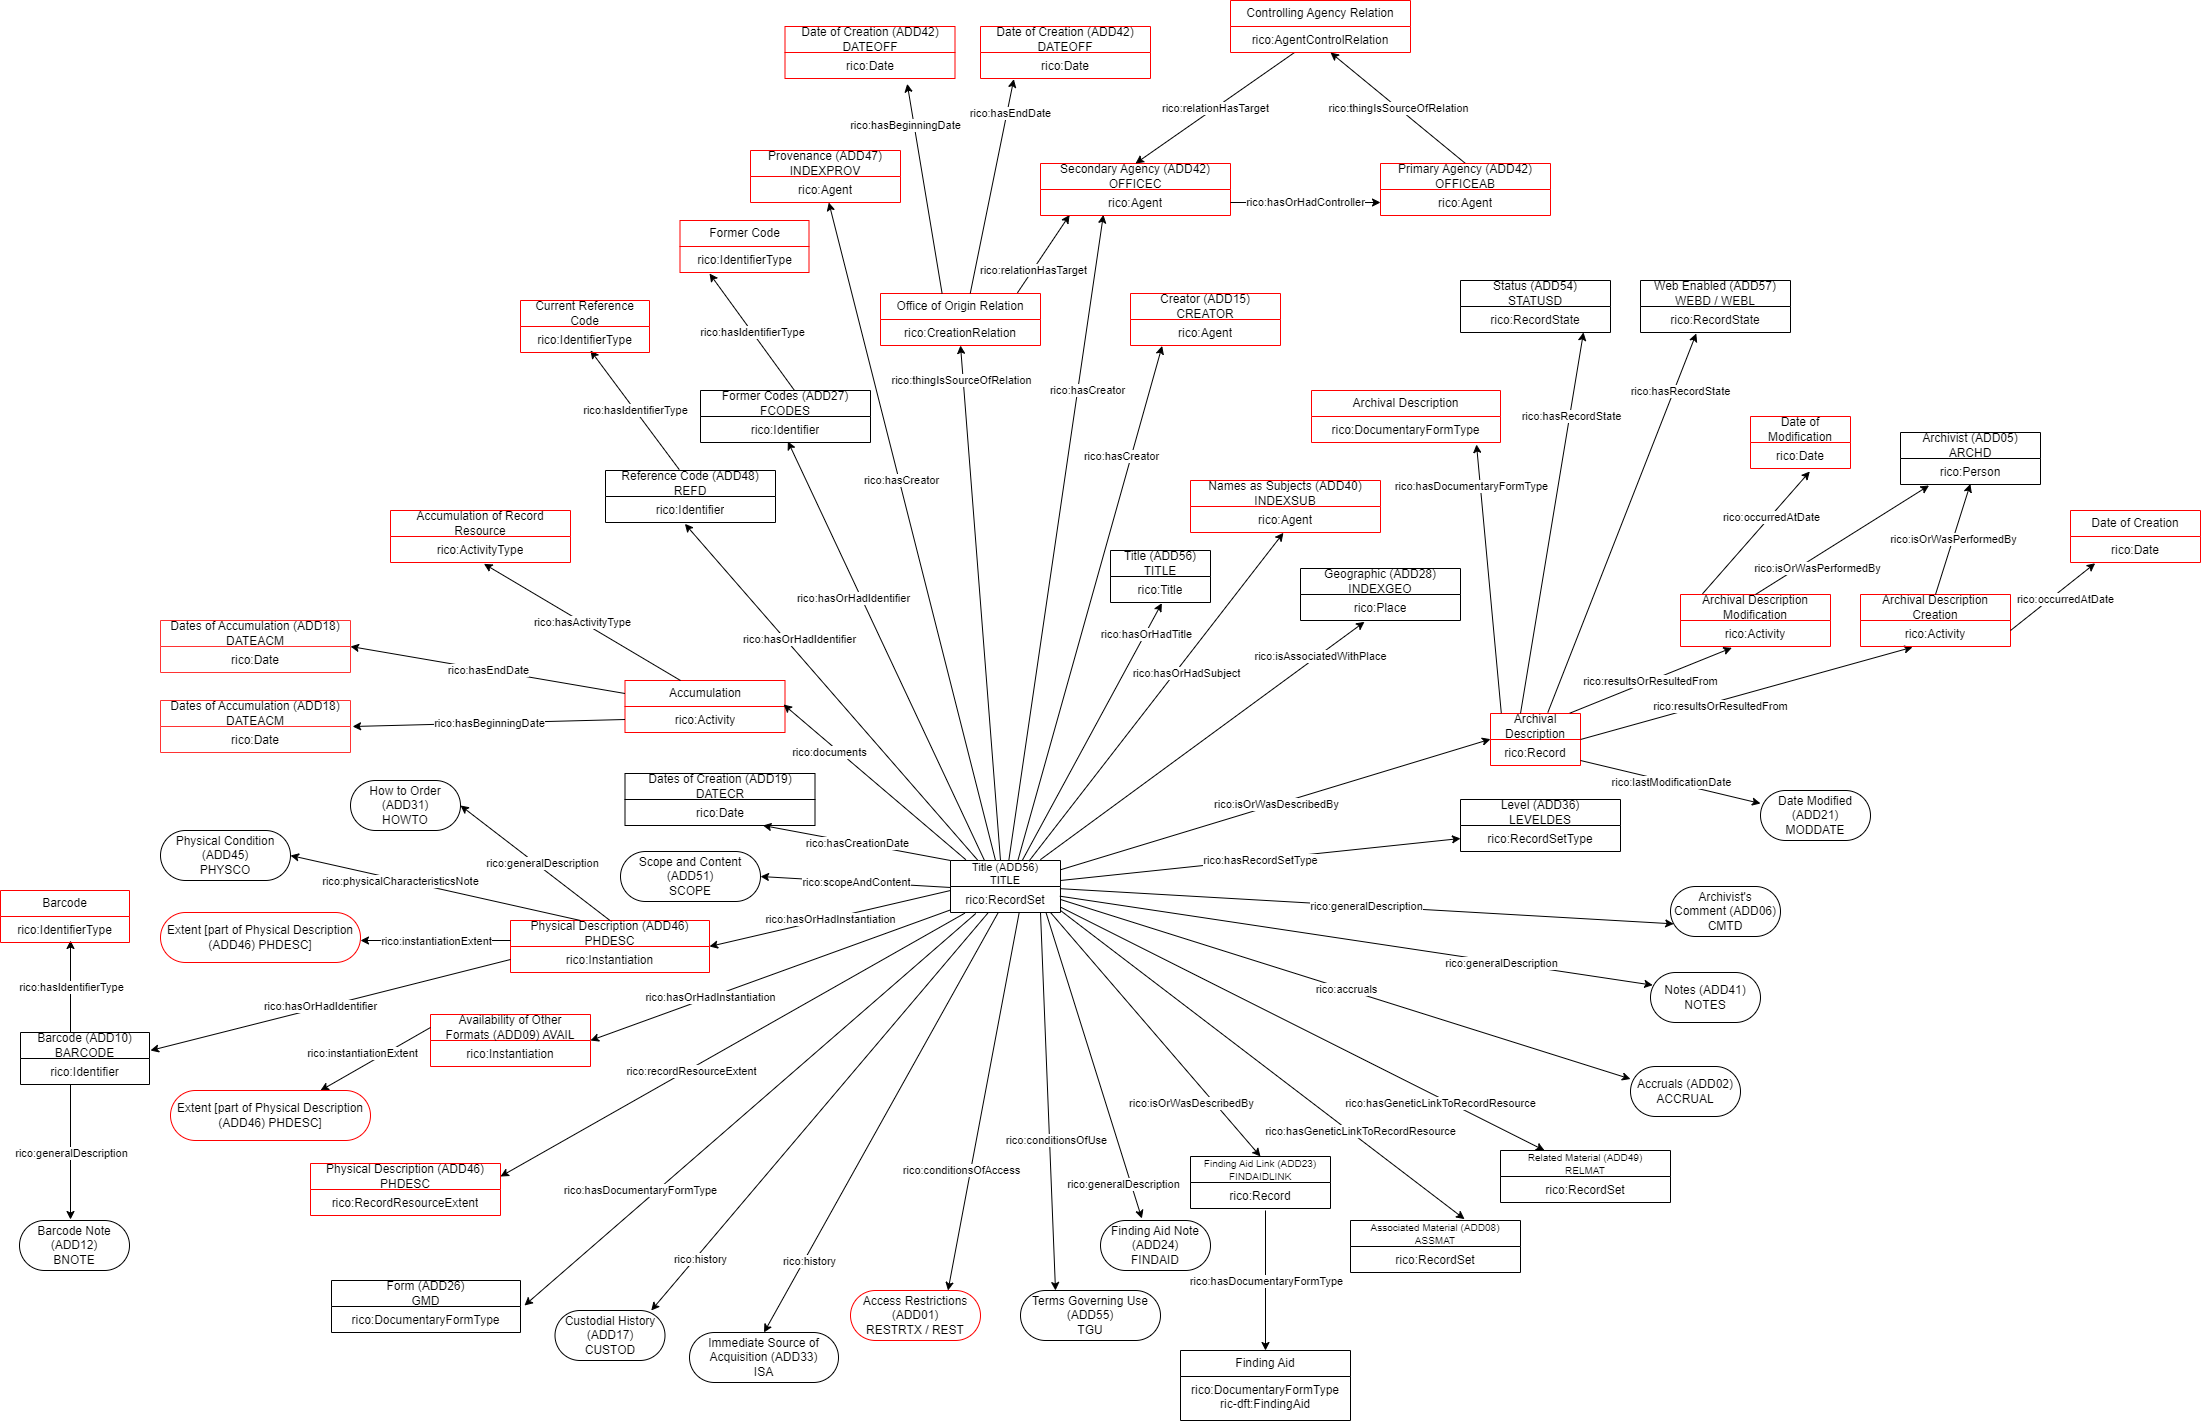 Controlling Agency Relation
rico:AgentControlRelation
Date of Creation (ADD42)
DATEOFF
rico:Date
Date of Creation (ADD42)
DATEOFF
rico:Date
rico:relationHasTarget
rico:thingIsSourceOfRelation
rico:hasBeginningDate
rico:hasEndDate
Provenance (ADD47)
INDEXPROV
rico:Agent
Secondary Agency (ADD42)
OFFICEC
rico:Agent
rico:hasOrHadController
Primary Agency (ADD42)
OFFICEAB
rico:Agent
Former Code
rico:IdentifierType
rico:relationHasTarget
Current Reference
Code
rico:IdentifierType
rico:hasIdentifierType
Office of Origin Relation
rico:CreationRelation
Creator (ADD15)
CREATOR
rico:Agent
Status (ADD54)
STATUSD
rico:RecordState
Web Enabled (ADD57)
WEBD / WEBL
rico:RecordState
rico:thingIsSourceOfRelation
rico:hasCreator
rico:hasIdentifierType
Former Codes (ADD27)
FCODES
rico:Identifier
Archival Description
rico:DocumentaryFormType
rico:hasRecordState
rico:hasRecordState
Date of
Modification
rico:Date
Archivist (ADD05)
ARCHD
rico:Person
rico:hasCreator
rico:hasCreator
Reference Code (ADD48)
REFD
rico:Identifier
Names as Subjects (ADD40)
INDEXSUB
rico:Agent
rico:hasDocumentaryFormType
rico:occurredAtDate
rico:isOrWasPerformedBy
Date of Creation
rico:Date
Accumulation of Record
Resource
rico:ActivityType
Title (ADD56)
TITLE
rico:Title
Geographic (ADD28)
INDEXGEO
rico:Place
rico:isOrWasPerformedBy
rico:occurredAtDate
rico:hasOrHadIdentifier
rico:hasOrHadIdentifier
rico:hasActivityType
rico:hasOrHadTitle
rico:isAssociatedWithPlace
rico:hasOrHadSubject
Archival Description
Modification
rico:Activity
Archival Description
Creation
rico:Activity
Dates of Accumulation (ADD18)
DATEACM
rico:Date
rico:hasEndDate
rico:resultsOrResultedFrom
rico:resultsOrResultedFrom
Dates of Accumulation (ADD18)
DATEACM
rico:Date
rico:hasBeginningDate
Accumulation
rico:Activity
rico:documents
Archival
Description
rico:Record
rico:lastModificationDate
Date Modified
(ADD21)
MODDATE
How to Order
(ADD31)
HOWTO
Dates of Creation (ADD19)
DATECR
rico:Date
rico:hasCreationDate
rico:isOrWasDescribedBy
Level (ADD36)
LEVELDES
rico:RecordSetType
rico:hasRecordSetType
Physical Condition
(ADD45)
PHYSCO
rico:generalDescription
rico:physicalCharacteristicsNote
Scope and Content
(ADD51)
SCOPE
rico:scopeAndContent
Title (ADD56)
TITLE
rico:RecordSet
rico:generalDescription
Archivist's
Comment (ADD06)
CMTD
Barcode
rico:IdentifierType
Extent [part of Physical Description
(ADD46) PHDESC]
rico:instantiationExtent
Physical Description (ADD46)
PHDESC
rico:Instantiation
rico:hasOrHadInstantiation
rico:generalDescription
Notes (ADD41)
NOTES
rico:hasIdentifierType
rico:hasOrHadIdentifier
rico:hasOrHadInstantiation
rico:accruals
Barcode (ADD10)
BARCODE
rico:Identifier
Availability of Other
Formats (ADD09) AVAIL
rico:Instantiation
rico:instantiationExtent
rico:recordResourceExtent
Accruals (ADD02)
ACCRUAL
Extent [part of Physical Description
(ADD46) PHDESC]
rico:isOrWasDescribedBy
rico:hasGeneticLinkToRecordResource
rico:hasGeneticLinkToRecordResource
rico:generalDescription
rico:conditionsOfUse
rico:conditionsOfAccess
rico:generalDescription
Physical Description (ADD46)
PHDESC
rico:RecordResourceExtent
rico:hasDocumentaryFormType
Finding Aid Link (ADD23)
FINDAIDLINK
rico:Record
Related Material (ADD49)
RELMAT
rico:RecordSet
Barcode Note
(ADD12)
BNOTE
Finding Aid Note
(ADD24)
FINDAID
Associated Material (ADD08)
ASSMAT
rico:RecordSet
rico:history
rico:history
rico:hasDocumentaryFormType
Form (ADD26)
GMD
rico:DocumentaryFormType
Custodial History
(ADD17)
CUSTOD
Immediate Source of
Acquisition (ADD33)
ISA
Access Restrictions
(ADD01)
RESTRTX / REST
Terms Governing Use
(ADD55)
TGU
Finding Aid
rico:DocumentaryFormType
ric-dft:FindingAid